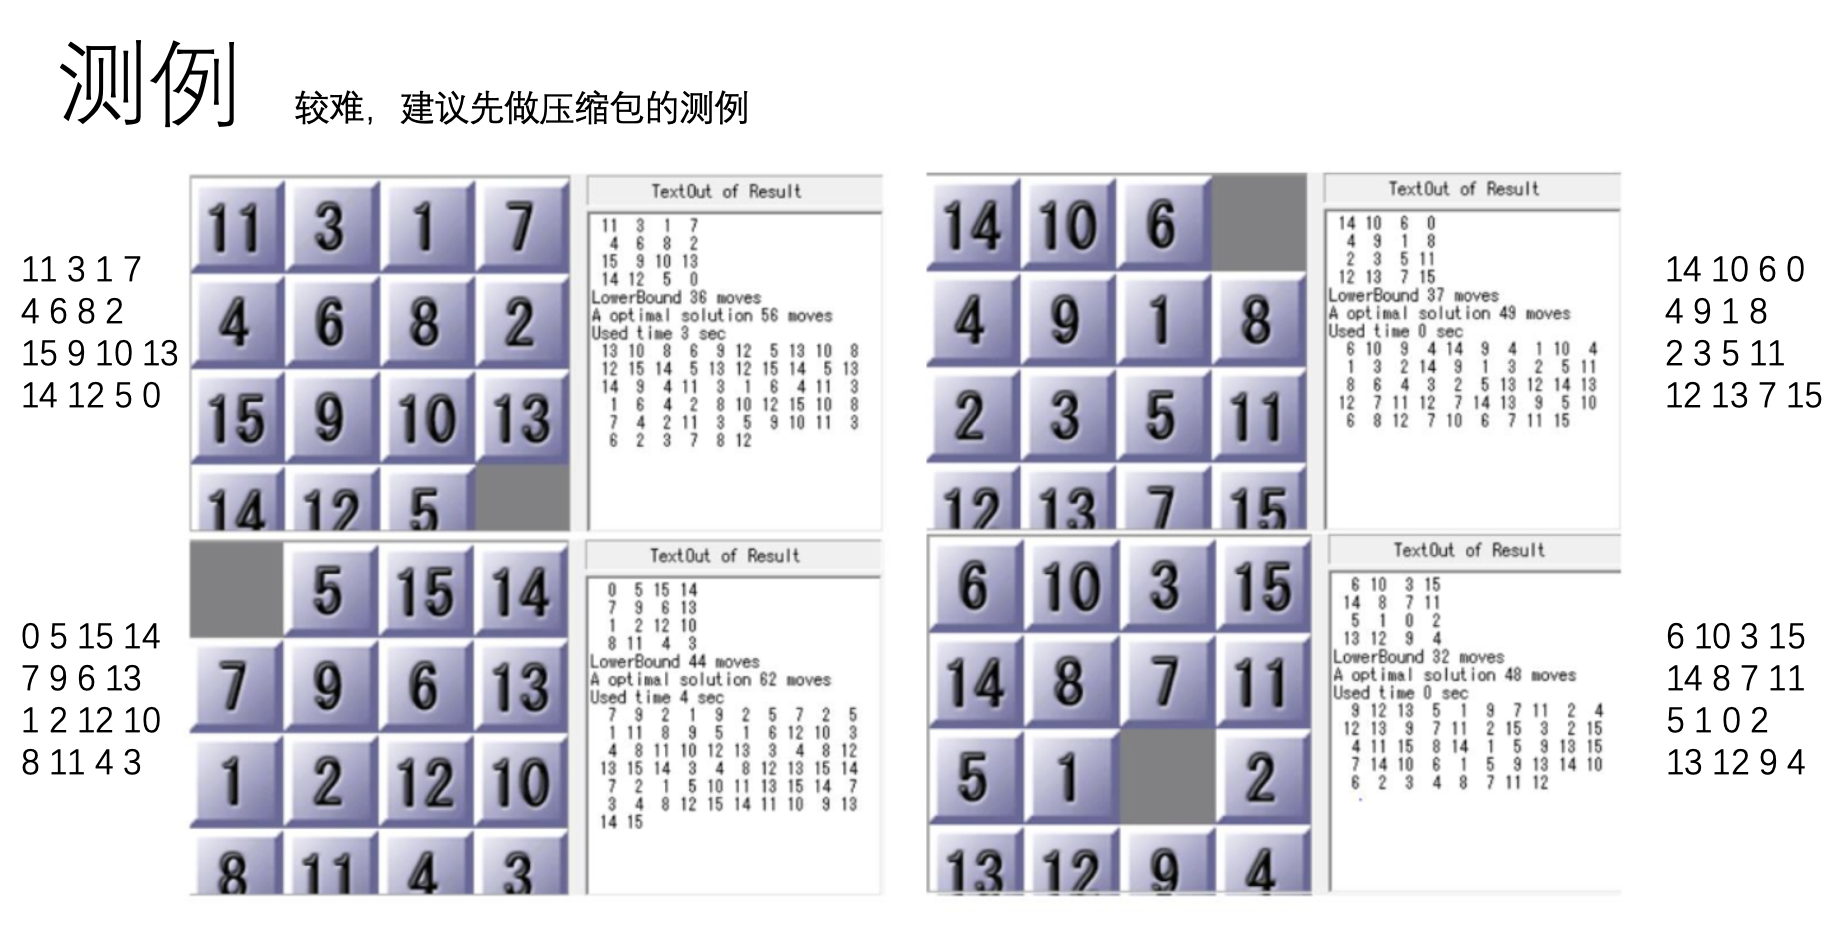 测例
较难，建议先做压缩包的测例
11 3 1 7
4 6 8 2
15 9 10 13
14 12 5 0
11 3 1 7
4 6 8 2
15 9 10 13
14 12 5
TextOut of Result
11 3 1 7
4 6 8 2
15 9 10 13
14 12 5 0
LowerBound 36 moves
A optimal solution 56 moves
Used time 3 sec
13 10 8 6 9 12 5 13 10 8
12 15 14 5 13 12 15 14 5 13
14 9 4 11 3 1 6 4 11 3
1 6 4 2 8 10 12 15 10 8
7 4 2 11 3 5 9 10 11 3
6 2 3 7 8 12
14 10 6
4 9 1 8
2 3 5 11
12 13 7 15
TextOut of Result
14 10 6 0
4 9 1 8
2 3 5 11
12 13 7 15
LowerBound 37 moves
A optimal solution 49 moves
Used time 0 sec
6 10 9 4 14 9 4 1 10 4
1 3 2 14 9 1 3 2 5 11
8 6 4 3 2 5 13 12 14 13
12 7 11 12 7 14 13 9 5 10
6 8 12 7 10 6 7 11 15
14 10 6 0
4 9 1 8
2 3 5 11
12 13 7 15
0 5 15 14
7 9 6 13
1 2 12 10
8 11 4 3
5 15 14
7 9 6 13
1 2 12 10
8 11 4 3
TextOut of Result
0 5 15 14
7 9 6 13
1 2 12 10
8 11 4 3
LowerBound 44 moves
A optimal solution 62 moves
Used time 4 sec
7 9 2 1 9 2 5 7 2 5
1 11 8 9 5 1 6 12 10 3
4 8 11 10 12 13 3 4 8 12
13 15 14 3 4 8 12 13 15 14
7 2 1 5 10 11 13 15 14 7
3 4 8 12 15 14 11 10 9 13
14 15
6 10 3 15
14 8 7 11
5 1 2
13 12 9 4
TextOut of Result
6 10 3 15
14 8 7 11
5 1 0 2
13 12 9 4
LowerBound 32 moves
A optimal solution 48 moves
Used time 0 sec
9 12 13 5 1 9 7 11 2 4
12 13 9 7 11 2 15 3 2 15
4 11 15 8 14 1 5 9 13 15
7 14 10 6 1 5 9 13 14 10
6 2 3 4 8 7 11 12
6 10 3 15
14 8 7 11
5 1 0 2
13 12 9 4